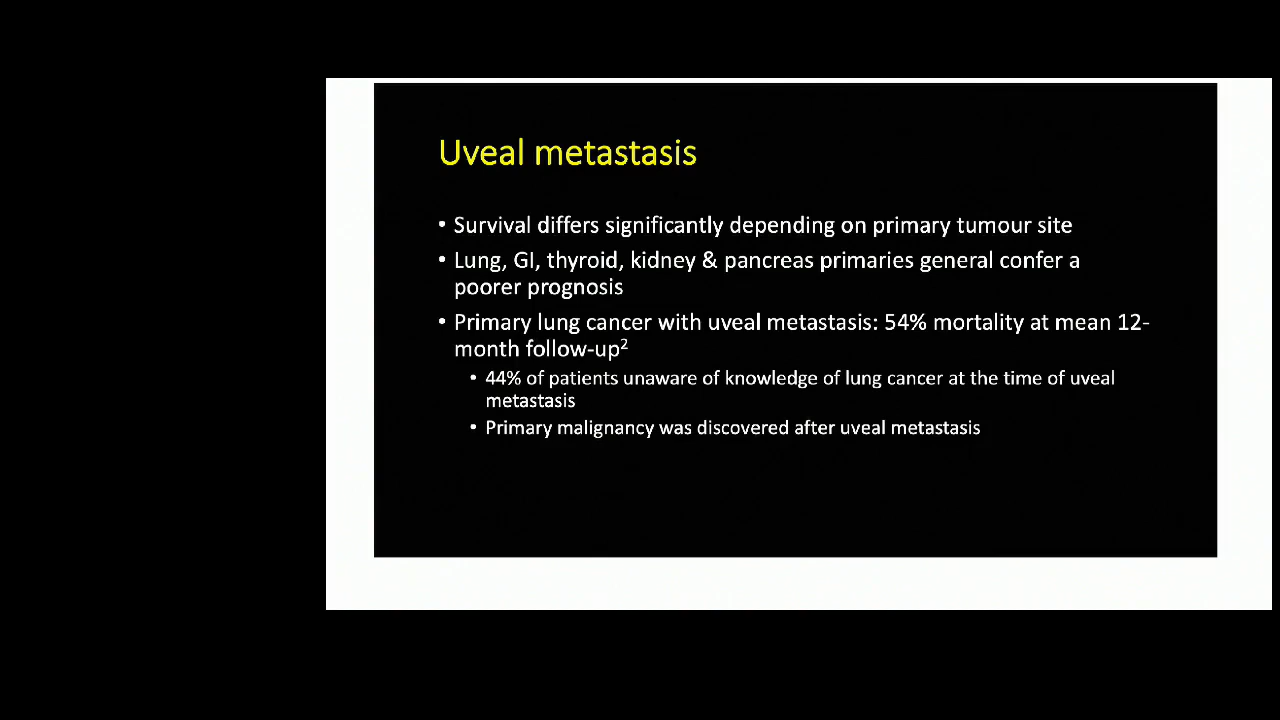 Uveal metastasis
• Survival differs significantly depending on primary tumour site
• Lung, GI, thyroid, kidney & pancreas primaries general confer a
poorer prognosis
• Primary lung cancer with uveal metastasis: 54% mortality at mean 12-
month follow-up²
• 44% of patients unaware of knowledge of lung cancer at the time of uveal
metastasis
• Primary malignancy was discovered after uveal metastasis